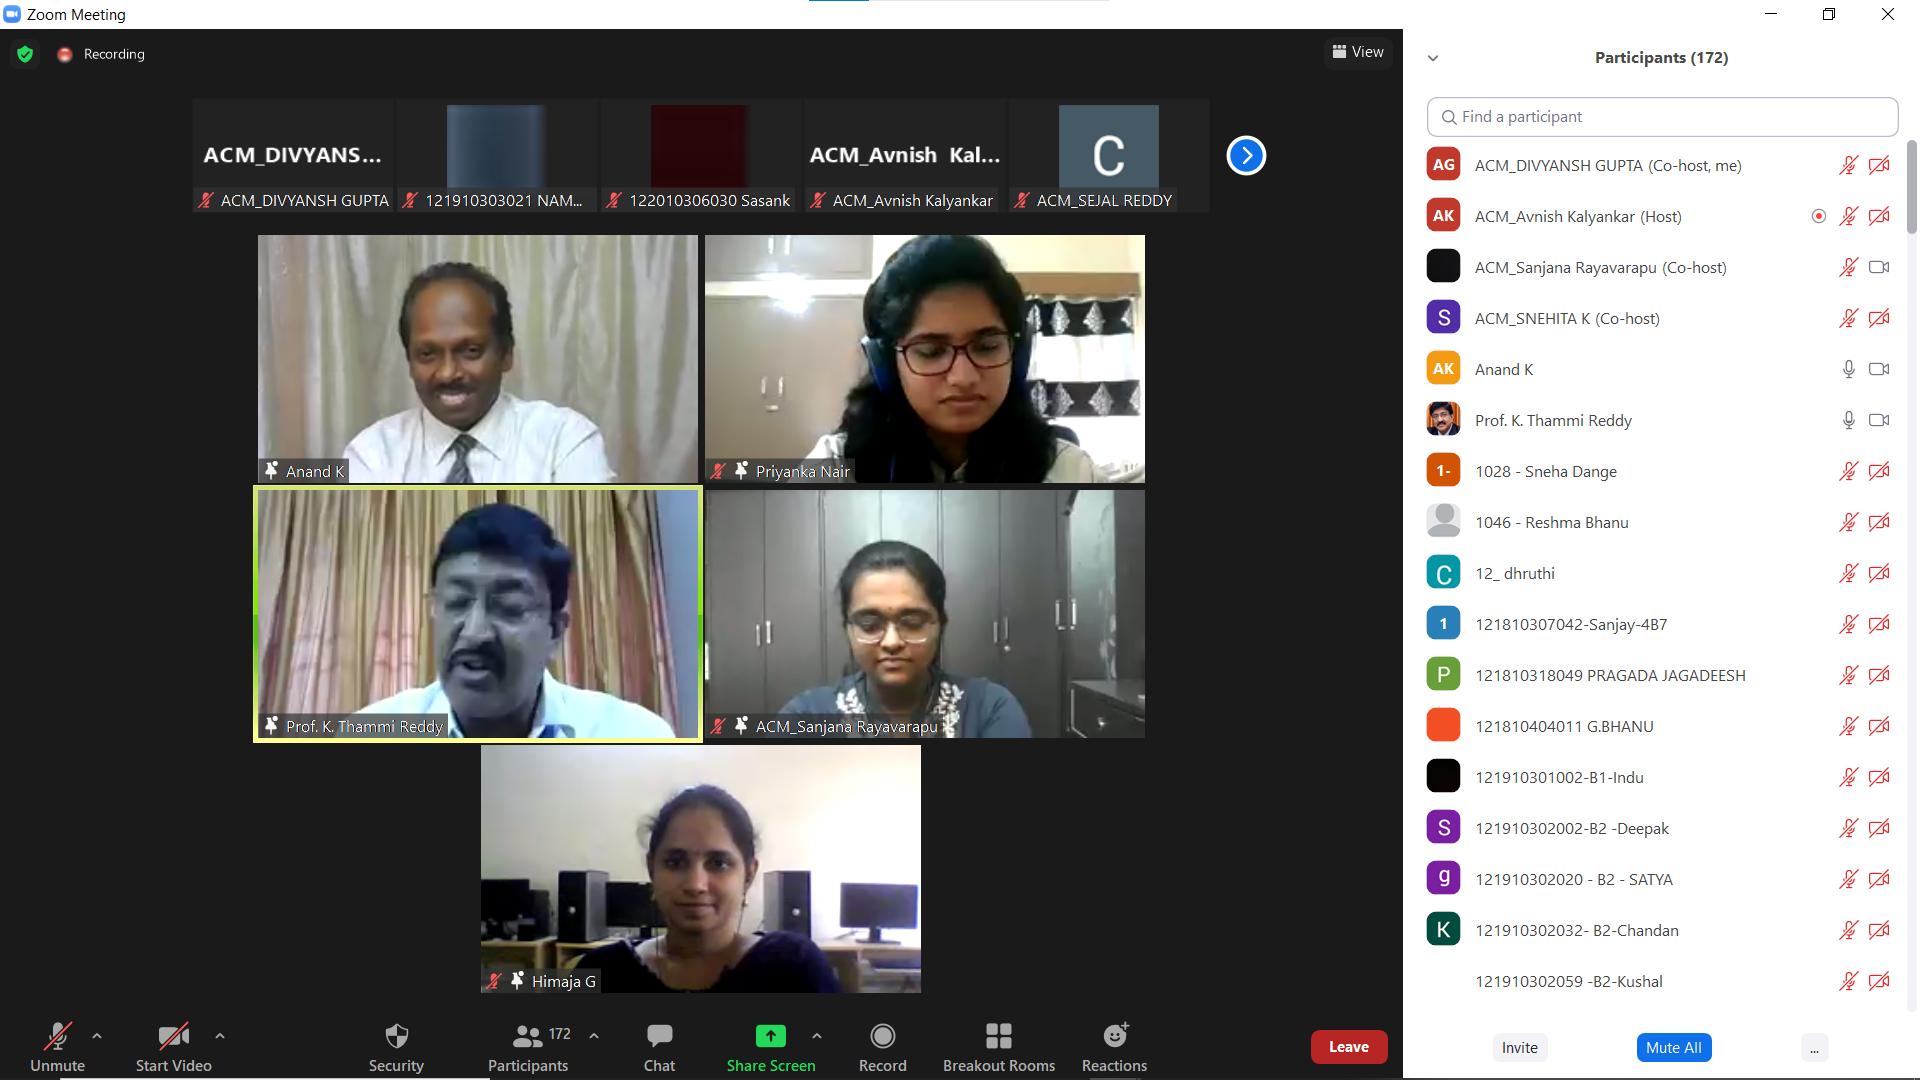 Zoom Meeting
Recording
View
ACM_DIVYANS...
ACM_Avnish Kal...
C
ACM_DIVYANSH GUPTA
121910303021 NAM...
122010306030 Sasank
ACM_Avnish Kalyankar
ACM_SEJAL REDDY
Anand K
Priyanka Nair
Prof. K. Thammi Reddy
ACM_Sanjana Rayavarapu
Himaja G
Unmute
Start Video
Security
172
Participants
Chat
Share Screen
Record
Breakout Rooms
Reactions
Leave
Participants (172)
Find a participant
AG ACM_DIVYANSH GUPTA (Co-host, me)
AK ACM_Avnish Kalyankar (Host)
ACM_Sanjana Rayavarapu (Co-host)
S ACM_SNEHITA K (Co-host)
AK Anand K
Prof. K. Thammi Reddy
1- 1028 - Sneha Dange
1046 - Reshma Bhanu
C 12_ dhruthi
1 121810307042-Sanjay-4B7
P 121810318049 PRAGADA JAGADEESH
121810404011 G.BHANU
121910301002-B1-Indu
S 121910302002-B2 -Deepak
g 121910302020 - B2 - SATYA
K 121910302032- B2-Chandan
121910302059 -B2-Kushal
Invite
Mute All
...